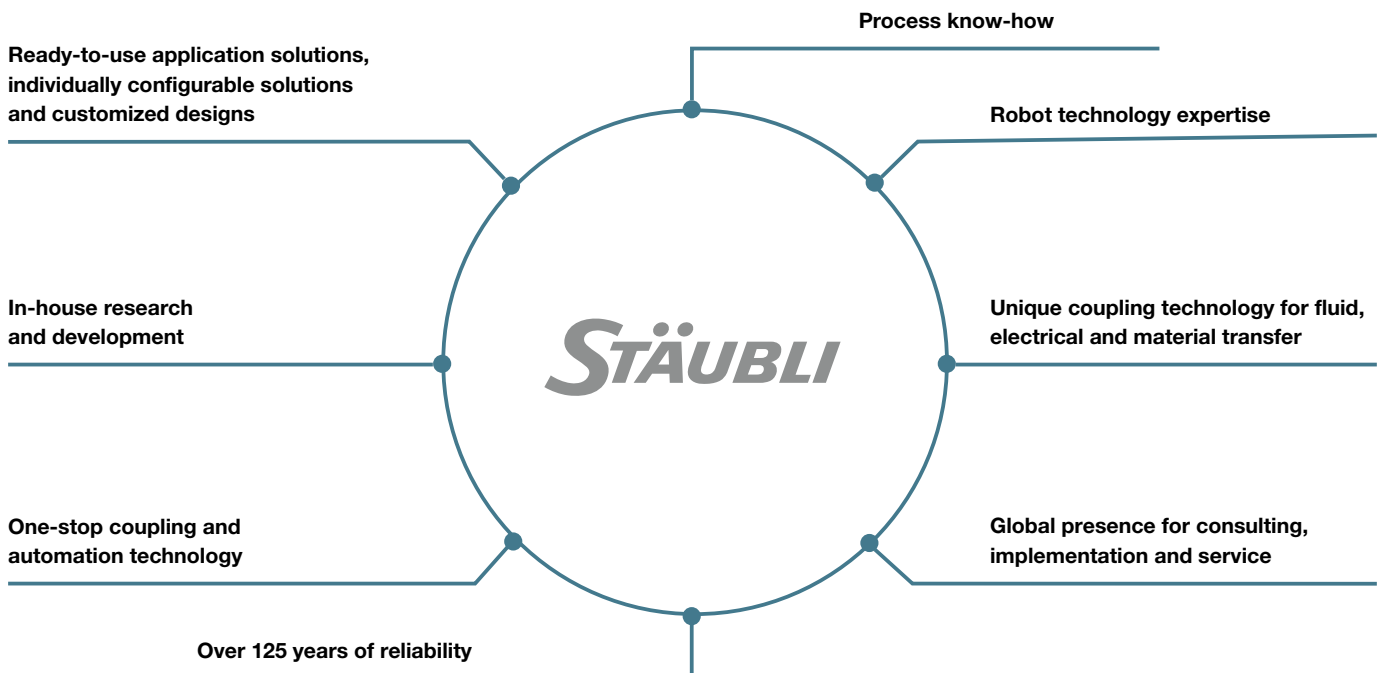 Process know-how
Ready-to-use application solutions,
individually configurable solutions
and customized designs
Robot technology expertise
In-house research
and development
Unique coupling technology for fluid,
electrical and material transfer
STÄUBLI
One-stop coupling and
automation technology
Global presence for consulting,
implementation and service
Over 125 years of reliability